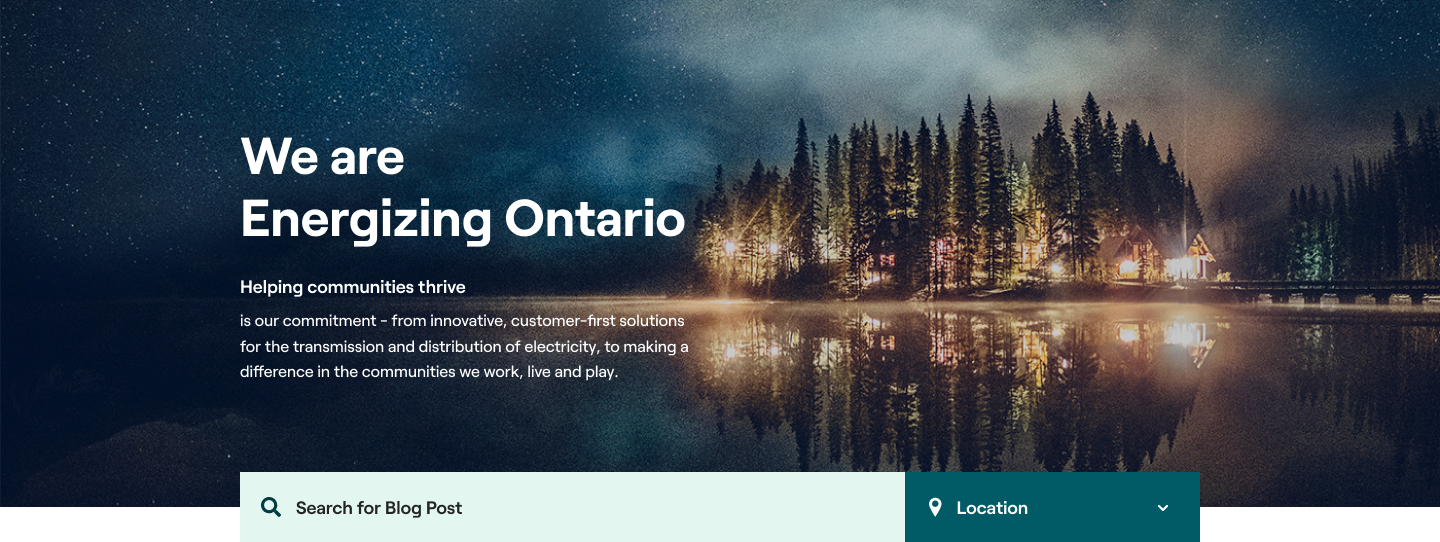 We are
Energizing Ontario
Helping communities thrive
is our commitment - from innovative, customer-first solutions
for the transmission and distribution of electricity, to making a
difference in the communities we work, live and play.
Search for Blog Post
Location